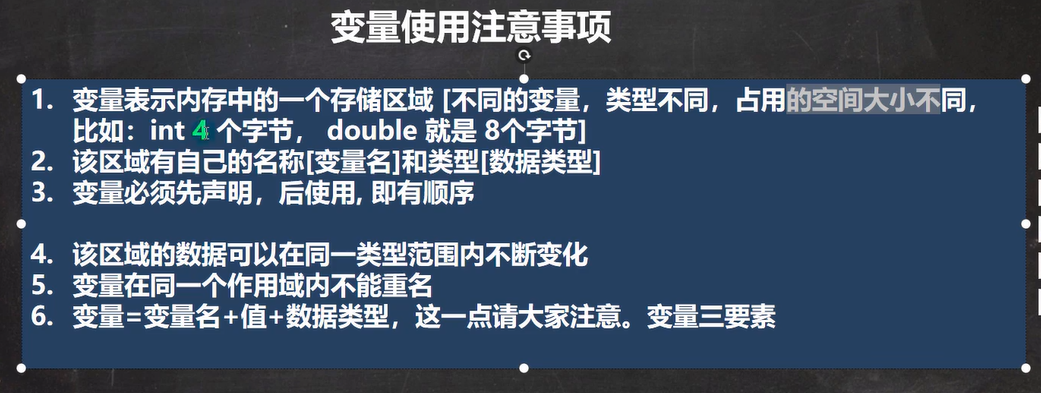 变量使用注意事项
1. 变量表示内存中的一个存储区域 [不同的变量，类型不同，占用的空间大小不同，
比如：int 4 个字节， double 就是 8个字节]
2. 该区域有自己的名称[变量名]和类型[数据类型]
3. 变量必须先声明，后使用, 即有顺序
4. 该区域的数据可以在同一类型范围内不断变化
5. 变量在同一个作用域内不能重名
6. 变量=变量名+值+数据类型，这一点请大家注意。变量三要素